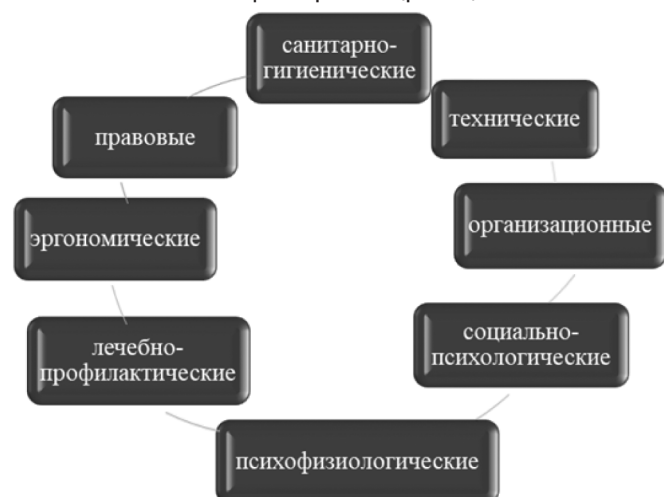 санитарно-
гигиенические
технические
правовые
организационные
эргономические
социально-
психологические
лечебно-
профилактические
психофизиологические